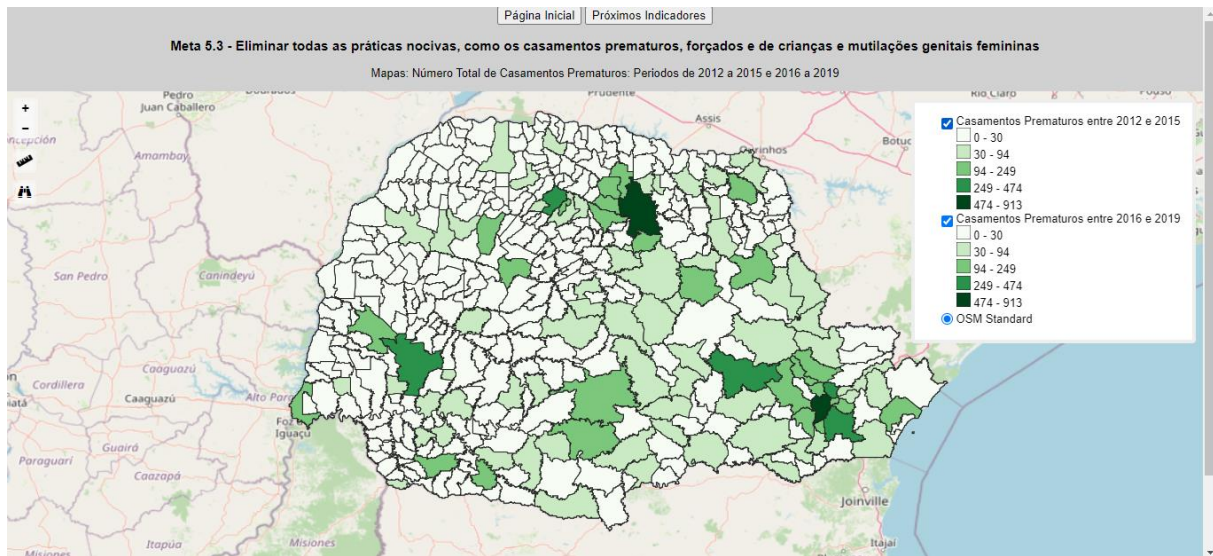 Página Inicial Próximos Indicadores
Meta 5.3 - Eliminar todas as práticas nocivas, como os casamentos prematuros, forçados e de crianças e mutilações genitais femininas
Mapas: Número Total de Casamentos Prematuros: Periodos de 2012 a 2015 e 2016 a 2019
+
-
Casamentos Prematuros entre 2012 e 2015
0 - 30
30 - 94
94 - 249
249 - 474
474 - 913
Casamentos Prematuros entre 2016 e 2019
0 - 30
30 - 94
94 - 249
249 - 474
474 - 913
OSM Standard
Pedro
Juan Caballero
Prudente
Assis
Ourinhos
Botuc
Rio Claro
Amambay
San Pedro
Canindeyú
Cordillera
Caaguazú
Caaguazú
Alto Par
Foz d
Iguaçu
Guairá
Paraguarí
Caazapá
Itapúa
Misiones
Misiones
Joinville
Itajaí